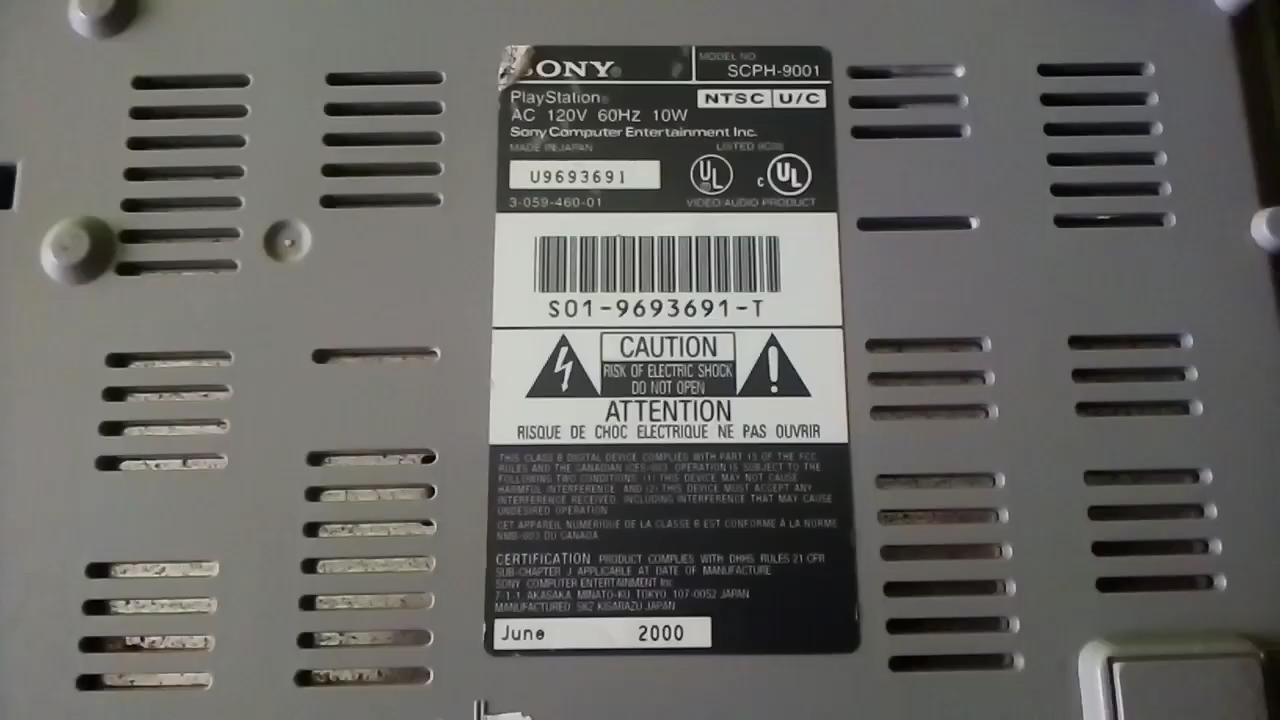 SONY
MODEL NO.
SCPH-9001
PlayStation
NTSC U/C
AC 120V 60Hz 10W
Sony Computer Entertainment Inc.
MADE IN JAPAN
LISTED
U9693691
UL
c UL
3-059-460-01
VIDEO/AUDIO PRODUCT
S01-9693691-T
CAUTION
RISK OF ELECTRIC SHOCK
DO NOT OPEN
ATTENTION
RISQUE DE CHOC ELECTRIQUE NE PAS OUVRIR
THIS CLASS B DIGITAL DEVICE COMPLIES WITH PART 15 OF THE FCC
RULES AND THE CANADIAN ICES-003. OPERATION IS SUBJECT TO THE
FOLLOWING TWO CONDITIONS: (1) THIS DEVICE MAY NOT CAUSE
HARMFUL INTERFERENCE, AND (2) THIS DEVICE MUST ACCEPT ANY
INTERFERENCE RECEIVED, INCLUDING INTERFERENCE THAT MAY CAUSE
UNDESIRED OPERATION.
CET APPAREIL NUMÉRIQUE DE LA CLASSE B EST CONFORME À LA NORME
NMB-003 DU CANADA
CERTIFICATION PRODUCT COMPLIES WITH DHHS RULES 21 CFR
SUB-CHAPTER J APPLICABLE AT DATE OF MANUFACTURE
SONY COMPUTER ENTERTAINMENT Inc.
7-1-1 AKASAKA, MINATO-KU, TOKYO, 107-0052 JAPAN
MANUFACTURED: SKZ KISARAZU JAPAN
June 2000